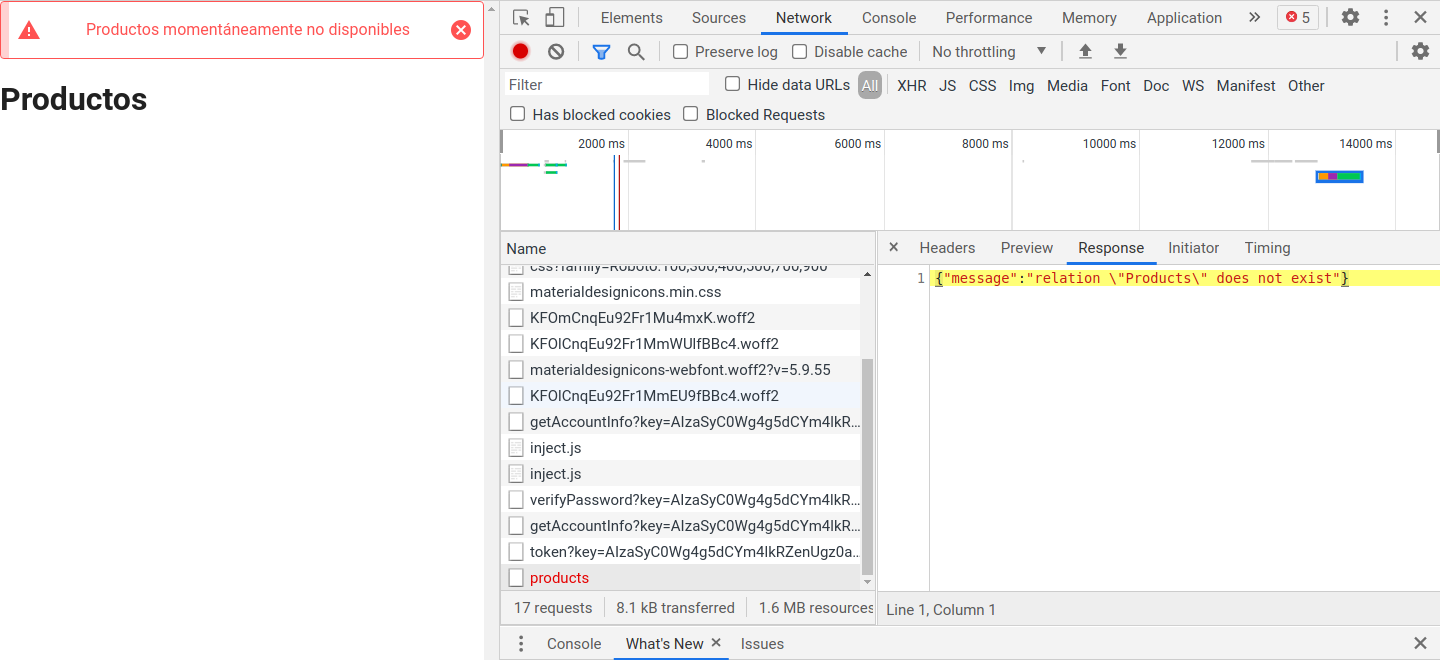 Productos momentáneamente no disponibles
Productos
Elements Sources Network Console Performance Memory Application 5
Preserve log Disable cache No throttling
Filter Hide data URLs All XHR JS CSS Img Media Font Doc WS Manifest Other
Has blocked cookies Blocked Requests
2000 ms 4000 ms 6000 ms 8000 ms 10000 ms 12000 ms 14000 ms
Name
css?family=Roboto:100,300,400,500,700,900
materialdesignicons.min.css
KFOmCnqEu92Fr1Mu4mxK.woff2
KFOlCnqEu92Fr1MmWUlfBBc4.woff2
materialdesignicons-webfont.woff2?v=5.9.55
KFOlCnqEu92Fr1MmEU9fBBc4.woff2
getAccountInfo?key=AIzaSyC0Wg4g5dCYm4lkR…
inject.js
inject.js
verifyPassword?key=AIzaSyC0Wg4g5dCYm4lkR…
getAccountInfo?key=AIzaSyC0Wg4g5dCYm4lkR…
token?key=AIzaSyC0Wg4g5dCYm4lkRZenUgz0a…
products
17 requests 8.1 kB transferred 1.6 MB resources
Headers Preview Response Initiator Timing
1 {"message":"relation \"Products\" does not exist"}
Line 1, Column 1
Console What's New Issues